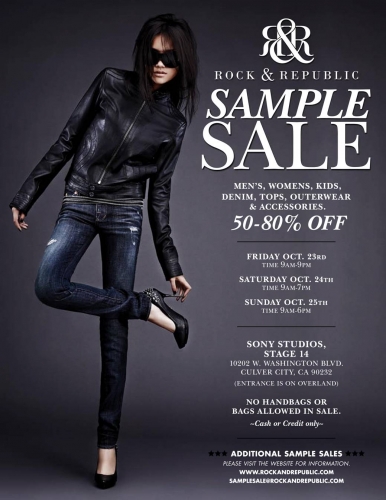 R&R
ROCK & REPUBLIC
SAMPLE
SALE
MEN'S, WOMENS, KIDS,
DENIM, TOPS, OUTERWEAR
& ACCESSORIES.
50-80% OFF
FRIDAY OCT. 23RD
TIME 9AM-9PM
SATURDAY OCT. 24TH
TIME 9AM-7PM
SUNDAY OCT. 25TH
TIME 9AM-6PM
SONY STUDIOS,
STAGE 14
10202 W. WASHINGTON BLVD.
CULVER CITY, CA 90232
(ENTRANCE IS ON OVERLAND)
NO HANDBAGS OR
BAGS ALLOWED IN SALE.
~Cash or Credit only~
*** ADDITIONAL SAMPLE SALES ***
PLEASE VISIT THE WEBSITE FOR INFORMATION.
WWW.ROCKANDREPUBLIC.COM
SAMPLESALE@ROCKANDREPUBLIC.COM